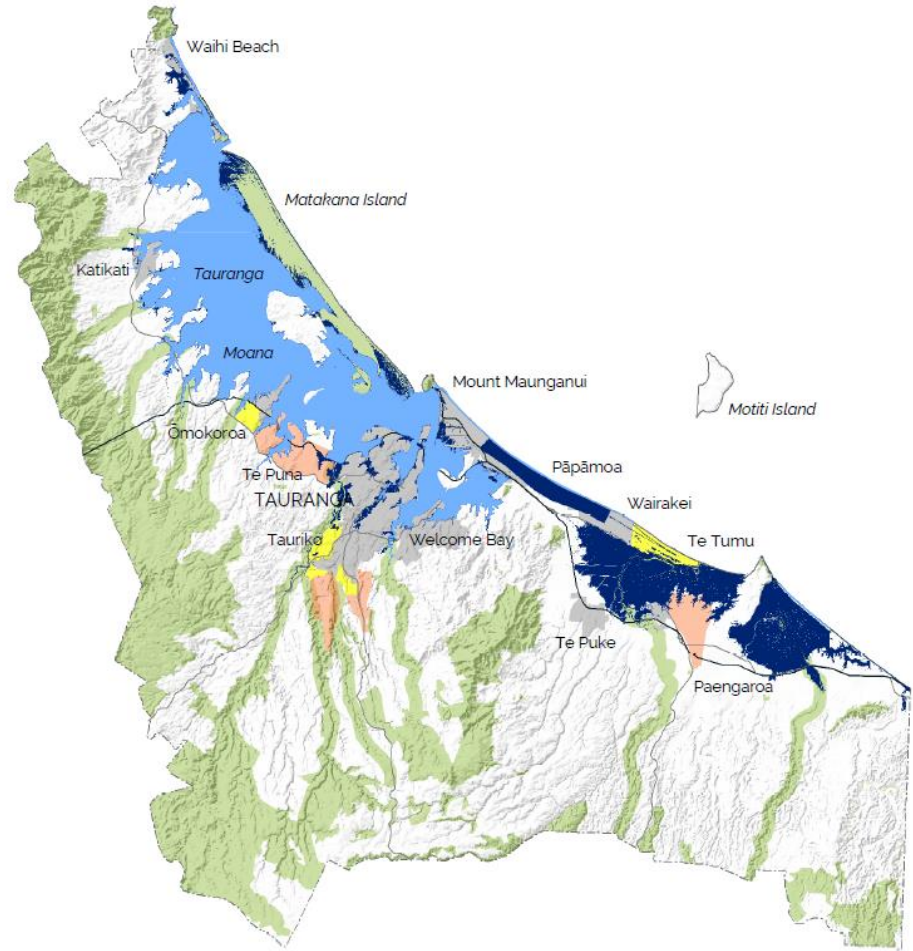 Waihi Beach
Matakana Island
Katikati
Tauranga
Moana
Mount Maunganui
Motiti Island
Ōmokoroa
Pāpāmoa
Te Puna
TAURANGA
Wairakei
Tauriko
Welcome Bay
Te Tumu
Te Puke
Paengaroa